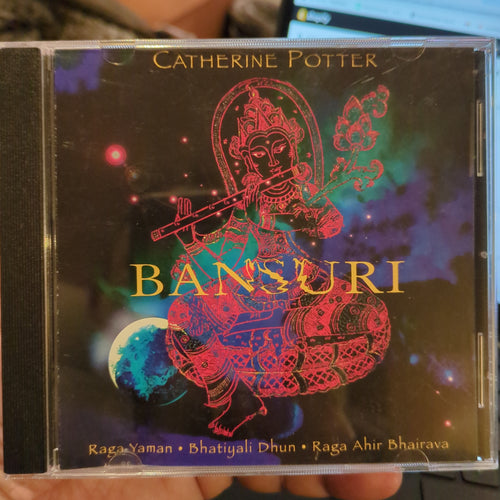 CATHERINE POTTER
BANSURI
Raga Yaman • Bhatiyali Dhun • Raga Ahir Bhairava